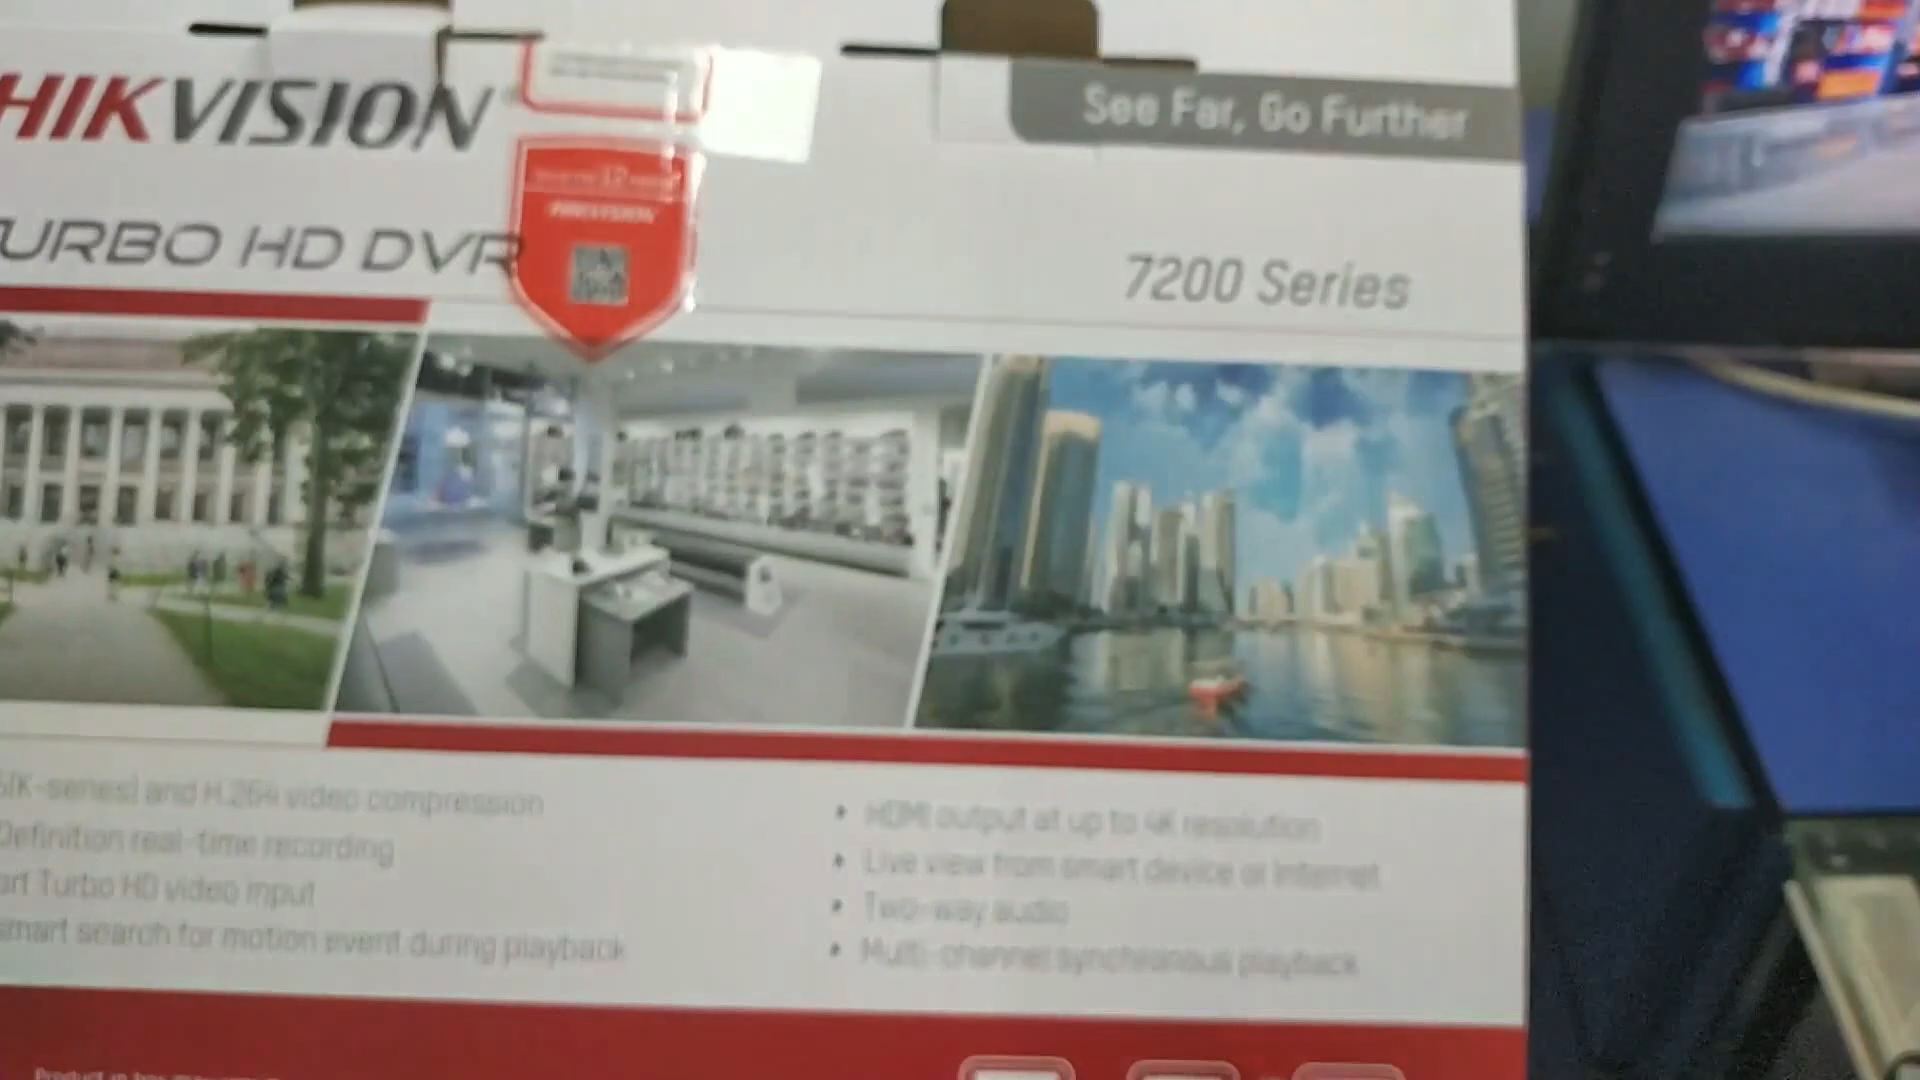 HIKVISION
See Far, Go Further
URBO HD DVR
HIKVISION
7200 Series
and H.264 video compression
Definition real-time recording
Turbo HD video input
smart search for motion event during playback
HDMI output at up to 4K resolution
Live view from smart device or Internet
Two-way audio
Multi-channel synchronous playback